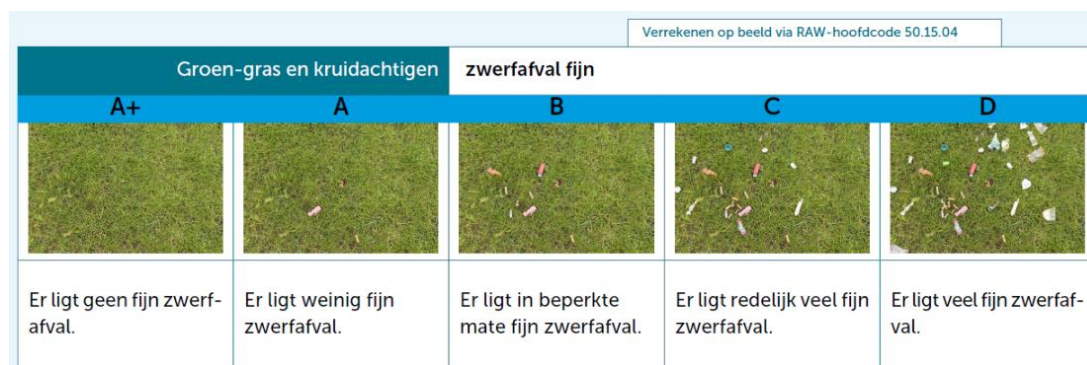 Verrekenen op beeld via RAW-hoofdcode 50.15.04
Groen-gras en kruidachtigen
zwerfafval fijn
A+
A
B
C
D
Er ligt geen fijn zwerf-
afval.
Er ligt weinig fijn
zwerfafval.
Er ligt in beperkte
mate fijn zwerfafval.
Er ligt redelijk veel fijn
zwerfafval.
Er ligt veel fijn zwerfaf-
val.